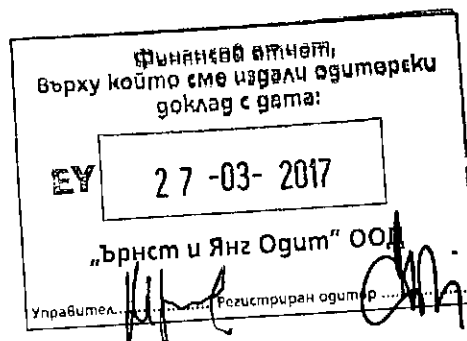 Финансов отчет,
върху който сме издали одиторски
доклад с дата:
EY 27-03-2017
„Ърнст и Янг Одит“ ООД
Управител.......... Регистриран одитор ..........